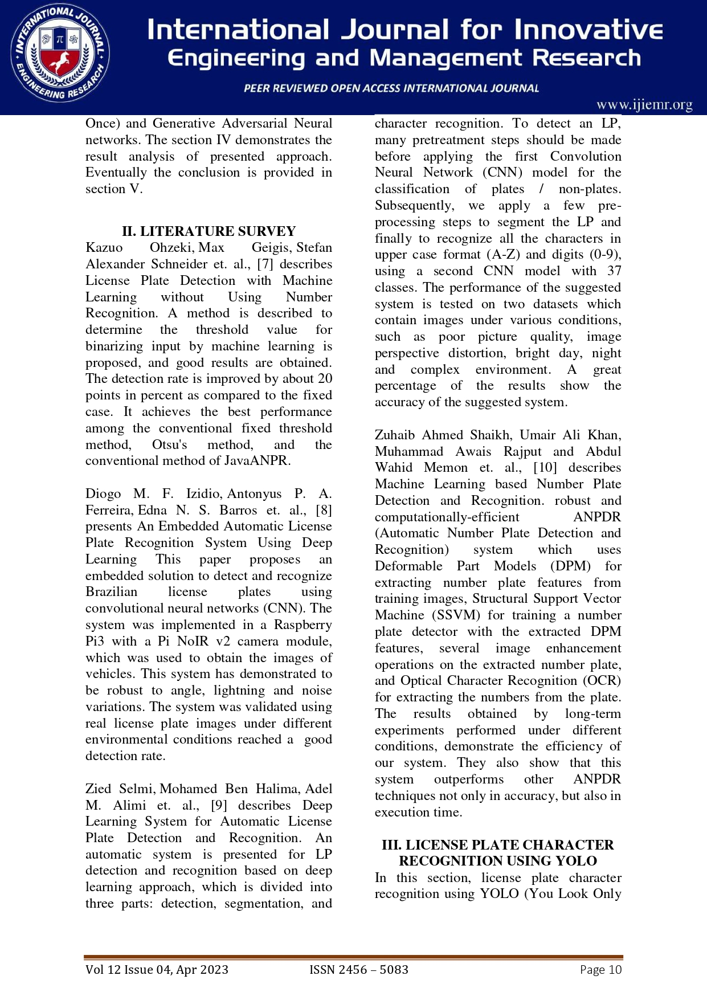 INTERNATIONAL JOURNAL
ENGINEERING RESEARCH
π
International Journal for Innovative
Engineering and Management Research
PEER REVIEWED OPEN ACCESS INTERNATIONAL JOURNAL
www.ijiemr.org
Once) and Generative Adversarial Neural
networks. The section IV demonstrates the
result analysis of presented approach.
Eventually the conclusion is provided in
section V.
II. LITERATURE SURVEY
Kazuo Ohzeki, Max Geigis, Stefan
Alexander Schneider et. al., [7] describes
License Plate Detection with Machine
Learning without Using Number
Recognition. A method is described to
determine the threshold value for
binarizing input by machine learning is
proposed, and good results are obtained.
The detection rate is improved by about 20
points in percent as compared to the fixed
case. It achieves the best performance
among the conventional fixed threshold
method, Otsu's method, and the
conventional method of JavaANPR.
Diogo M. F. Izidio, Antonyus P. A.
Ferreira, Edna N. S. Barros et. al., [8]
presents An Embedded Automatic License
Plate Recognition System Using Deep
Learning This paper proposes an
embedded solution to detect and recognize
Brazilian license plates using
convolutional neural networks (CNN). The
system was implemented in a Raspberry
Pi3 with a Pi NoIR v2 camera module,
which was used to obtain the images of
vehicles. This system has demonstrated to
be robust to angle, lightning and noise
variations. The system was validated using
real license plate images under different
environmental conditions reached a good
detection rate.
Zied Selmi, Mohamed Ben Halima, Adel
M. Alimi et. al., [9] describes Deep
Learning System for Automatic License
Plate Detection and Recognition. An
automatic system is presented for LP
detection and recognition based on deep
learning approach, which is divided into
three parts: detection, segmentation, and
character recognition. To detect an LP,
many pretreatment steps should be made
before applying the first Convolution
Neural Network (CNN) model for the
classification of plates / non-plates.
Subsequently, we apply a few pre-
processing steps to segment the LP and
finally to recognize all the characters in
upper case format (A-Z) and digits (0-9),
using a second CNN model with 37
classes. The performance of the suggested
system is tested on two datasets which
contain images under various conditions,
such as poor picture quality, image
perspective distortion, bright day, night
and complex environment. A great
percentage of the results show the
accuracy of the suggested system.
Zuhaib Ahmed Shaikh, Umair Ali Khan,
Muhammad Awais Rajput and Abdul
Wahid Memon et. al., [10] describes
Machine Learning based Number Plate
Detection and Recognition. robust and
computationally-efficient ANPDR
(Automatic Number Plate Detection and
Recognition) system which uses
Deformable Part Models (DPM) for
extracting number plate features from
training images, Structural Support Vector
Machine (SSVM) for training a number
plate detector with the extracted DPM
features, several image enhancement
operations on the extracted number plate,
and Optical Character Recognition (OCR)
for extracting the numbers from the plate.
The results obtained by long-term
experiments performed under different
conditions, demonstrate the efficiency of
our system. They also show that this
system outperforms other ANPDR
techniques not only in accuracy, but also in
execution time.
III. LICENSE PLATE CHARACTER
RECOGNITION USING YOLO
In this section, license plate character
recognition using YOLO (You Look Only
Vol 12 Issue 04, Apr 2023 ISSN 2456 – 5083 Page 10